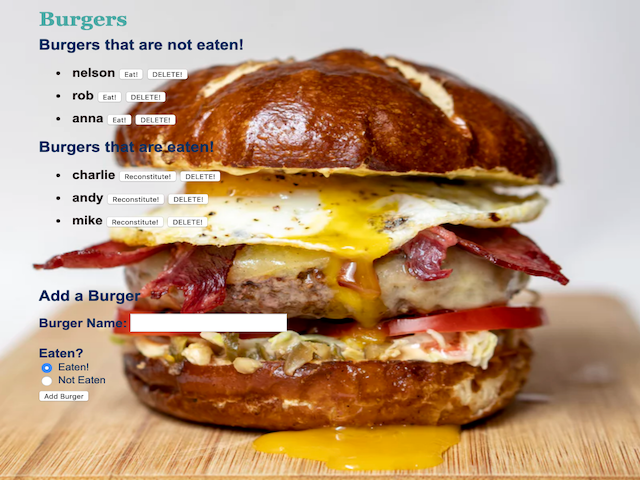 Burgers
Burgers that are not eaten!
nelson Eat! DELETE!
rob Eat! DELETE!
anna Eat! DELETE!
Burgers that are eaten!
charlie Reconstitute! DELETE!
andy Reconstitute! DELETE!
mike Reconstitute! DELETE!
Add a Burger
Burger Name:
Eaten?
Eaten!
Not Eaten
Add Burger